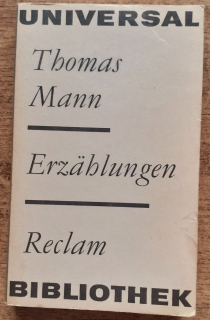 UNIVERSAL
Thomas
Mann
Erzählungen
Reclam
BIBLIOTHEK